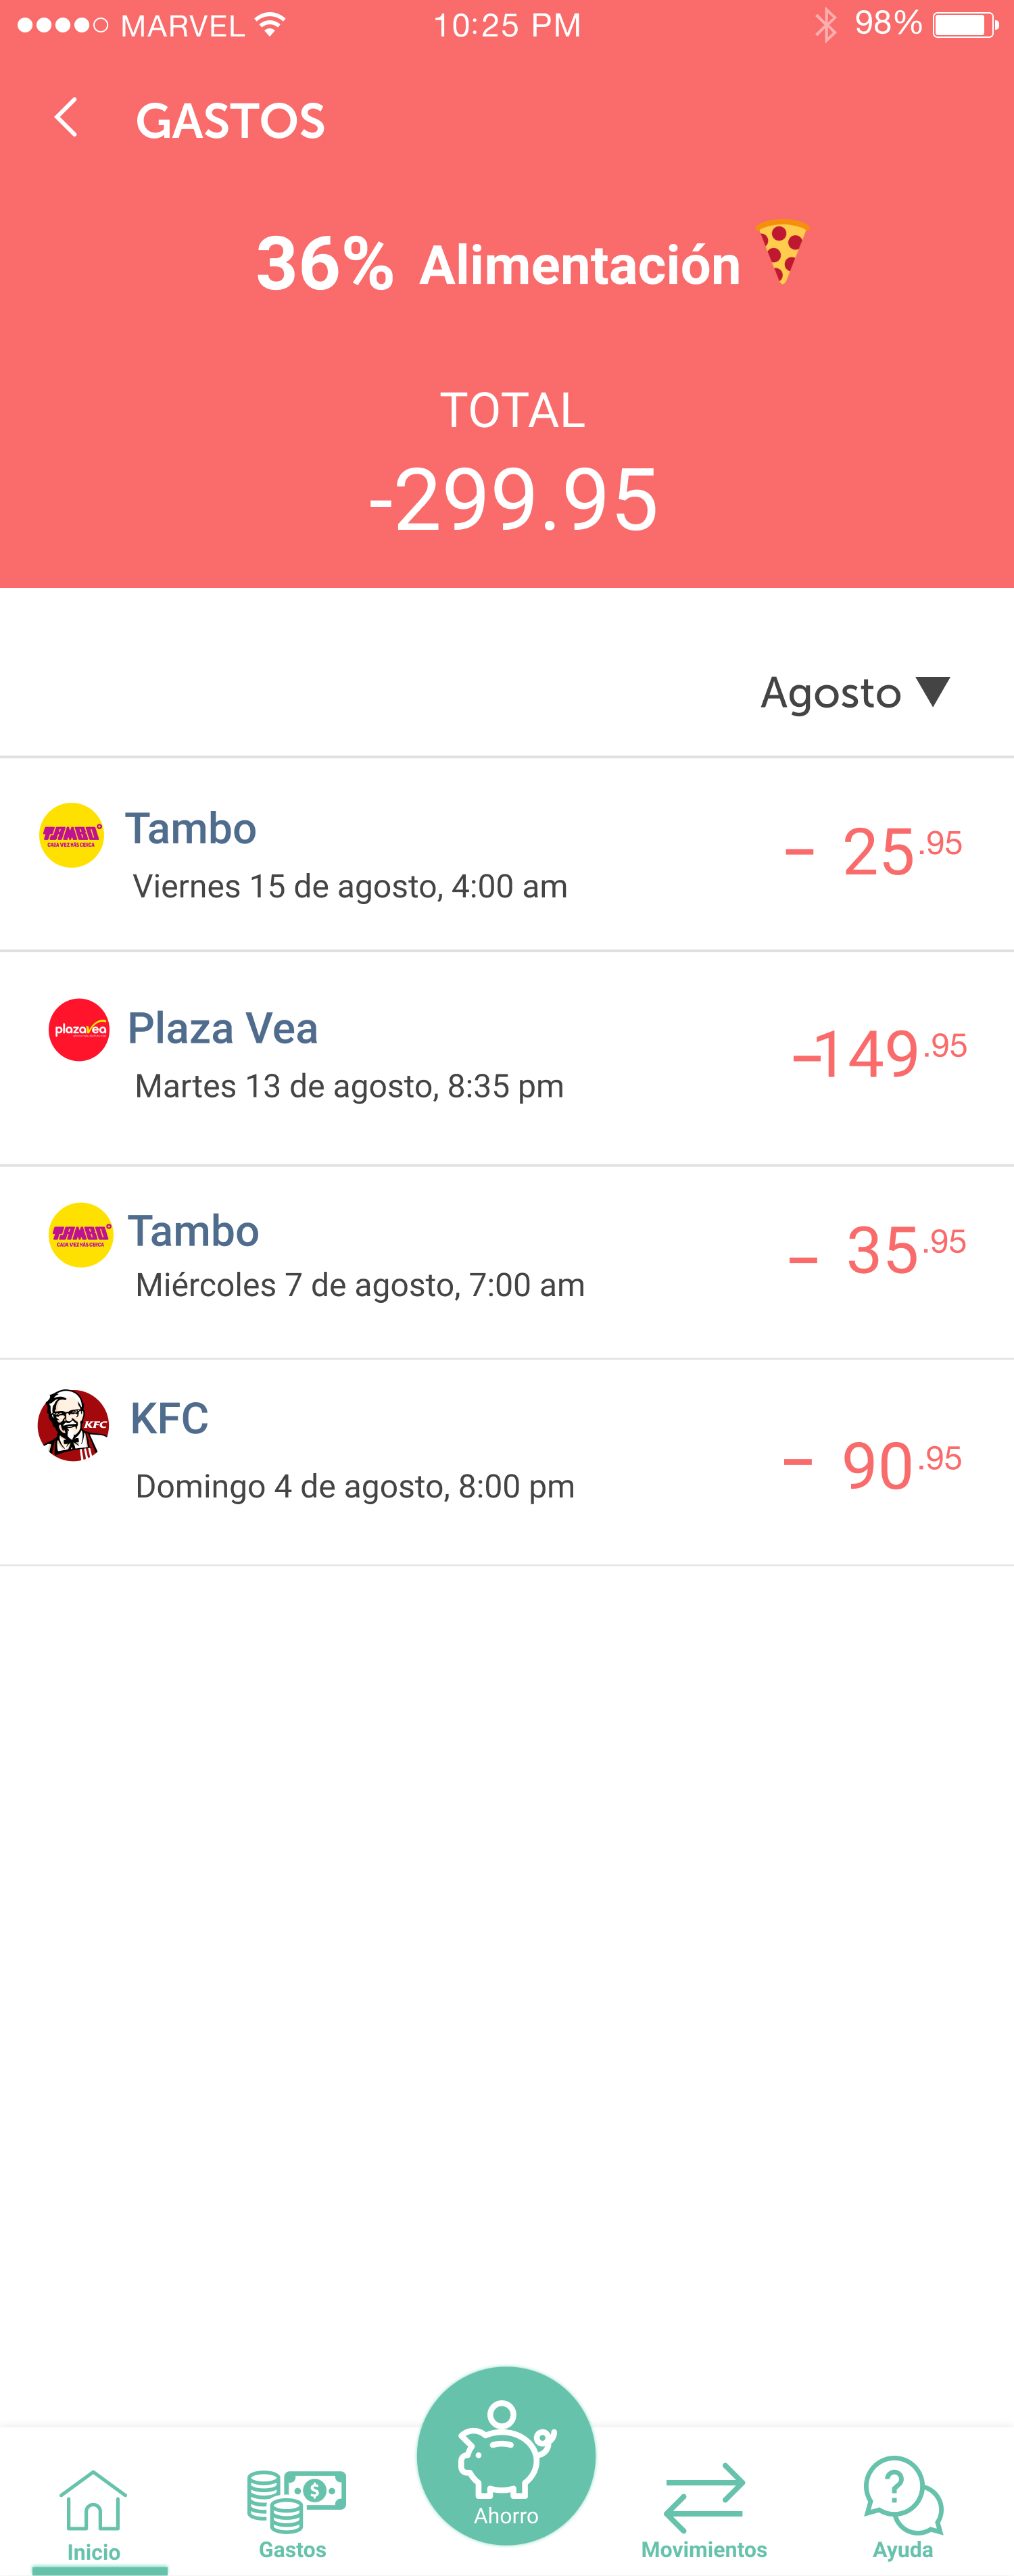 MARVEL 10:25 PM 98%
GASTOS
36% Alimentación
TOTAL
-299.95
Agosto ▼
TAMBO
CADA VEZ MÁS CERCA
Tambo
- 25.95
Viernes 15 de agosto, 4:00 am
plazavea
Plaza Vea
-149.95
Martes 13 de agosto, 8:35 pm
TAMBO
CADA VEZ MÁS CERCA
Tambo
- 35.95
Miércoles 7 de agosto, 7:00 am
KFC
KFC
- 90.95
Domingo 4 de agosto, 8:00 pm
$
?
Ahorro
Inicio
Gastos
Movimientos
Ayuda